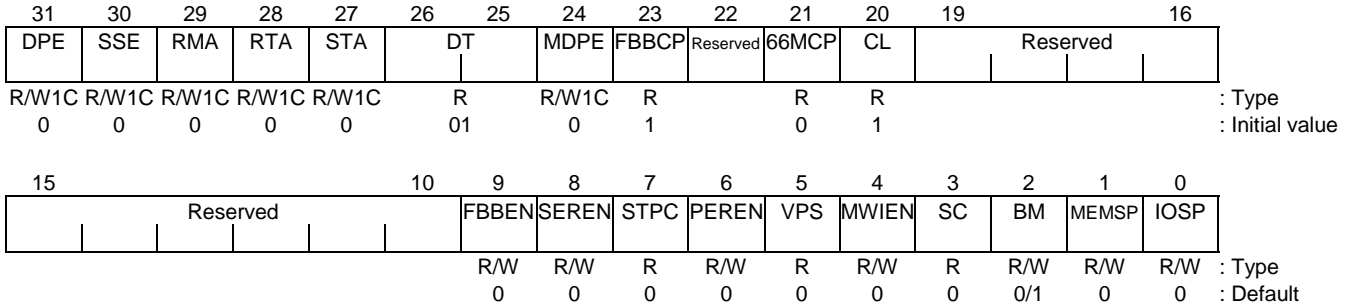 31 30 29 28 27 26 25 24 23 22 21 20 19 16
DPE SSE RMA RTA STA DT MDPE FBBCP Reserved 66MCP CL Reserved
R/W1C R/W1C R/W1C R/W1C R/W1C R R/W1C R R R : Type
0 0 0 0 0 01 0 1 0 1 : Initial value
15 10 9 8 7 6 5 4 3 2 1 0
Reserved FBBEN SEREN STPC PEREN VPS MWIEN SC BM MEMSP IOSP
R/W R/W R R/W R R/W R R/W R/W R/W : Type
0 0 0 0 0 0 0 0/1 0 0 : Default